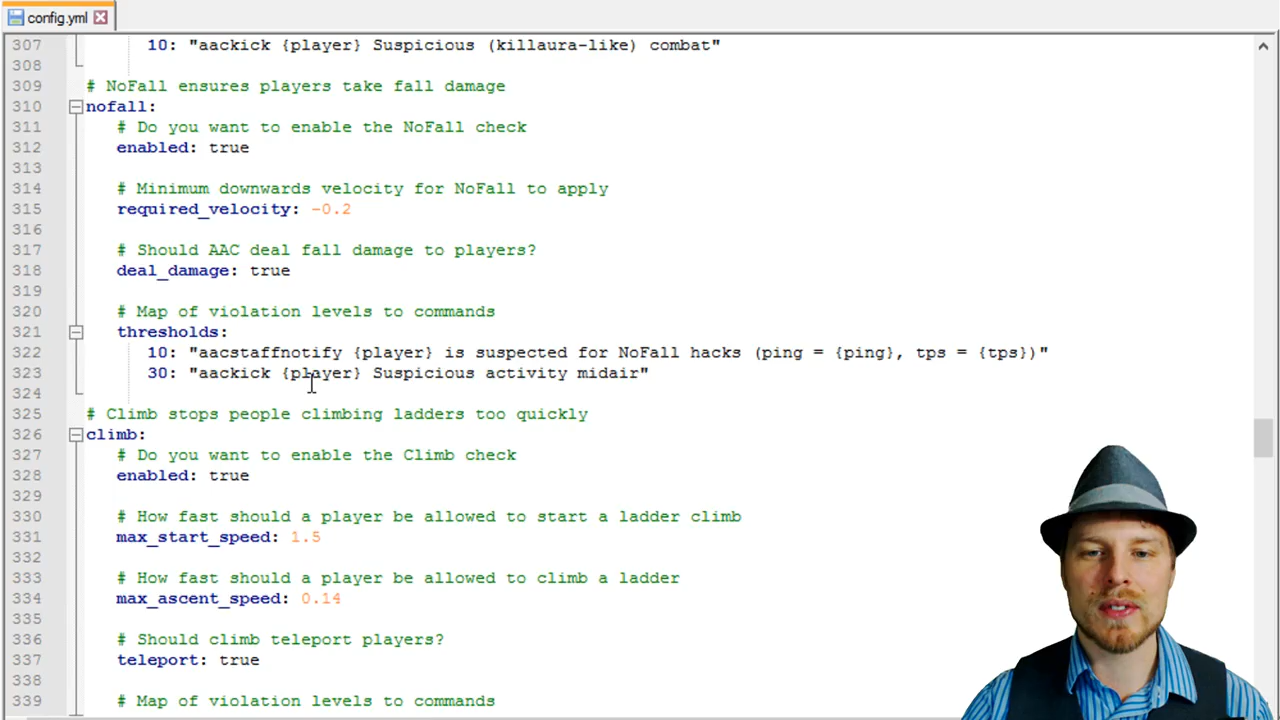 config.yml
307 10: "aackick {player} Suspicious (killaura-like) combat"
308
309 # NoFall ensures players take fall damage
310 nofall:
311 # Do you want to enable the NoFall check
312 enabled: true
313
314 # Minimum downwards velocity for NoFall to apply
315 required_velocity: -0.2
316
317 # Should AAC deal fall damage to players?
318 deal_damage: true
319
320 # Map of violation levels to commands
321 thresholds:
322 10: "aacstaffnotify {player} is suspected for NoFall hacks (ping = {ping}, tps = {tps})"
323 30: "aackick {player} Suspicious activity midair"
324
325 # Climb stops people climbing ladders too quickly
326 climb:
327 # Do you want to enable the Climb check
328 enabled: true
329
330 # How fast should a player be allowed to start a ladder climb
331 max_start_speed: 1.5
332
333 # How fast should a player be allowed to climb a ladder
334 max_ascent_speed: 0.14
335
336 # Should climb teleport players?
337 teleport: true
338
339 # Map of violation levels to commands